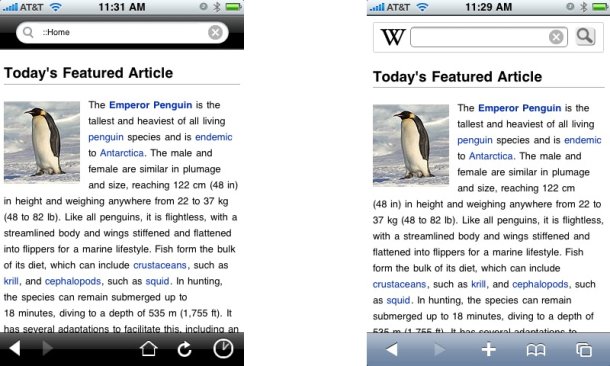 AT&T 11:31 AM
::Home
Today's Featured Article
The Emperor Penguin is the
tallest and heaviest of all living
penguin species and is endemic
to Antarctica. The male and
female are similar in plumage
and size, reaching 122 cm (48 in)
in height and weighing anywhere from 22 to 37 kg
(48 to 82 lb). Like all penguins, it is flightless, with a
streamlined body and wings stiffened and flattened
into flippers for a marine lifestyle. Fish form the bulk
of its diet, which can include crustaceans, such as
krill, and cephalopods, such as squid. In hunting,
the species can remain submerged up to
18 minutes, diving to a depth of 535 m (1,755 ft). It
has several adaptations to facilitate this, including an
AT&T 11:29 AM
W
Today's Featured Article
The Emperor Penguin is the
tallest and heaviest of all living
penguin species and is endemic
to Antarctica. The male and
female are similar in plumage
and size, reaching 122 cm
(48 in) in height and weighing anywhere from 22 to
37 kg (48 to 82 lb). Like all penguins, it is flightless,
with a streamlined body and wings stiffened and
flattened into flippers for a marine lifestyle. Fish
form the bulk of its diet, which can include
crustaceans, such as krill, and cephalopods, such
as squid. In hunting, the species can remain
submerged up to
18 minutes, diving to a depth of 535 m (1,755 ft). It
535 m (1,755 ft). It has several adaptations to